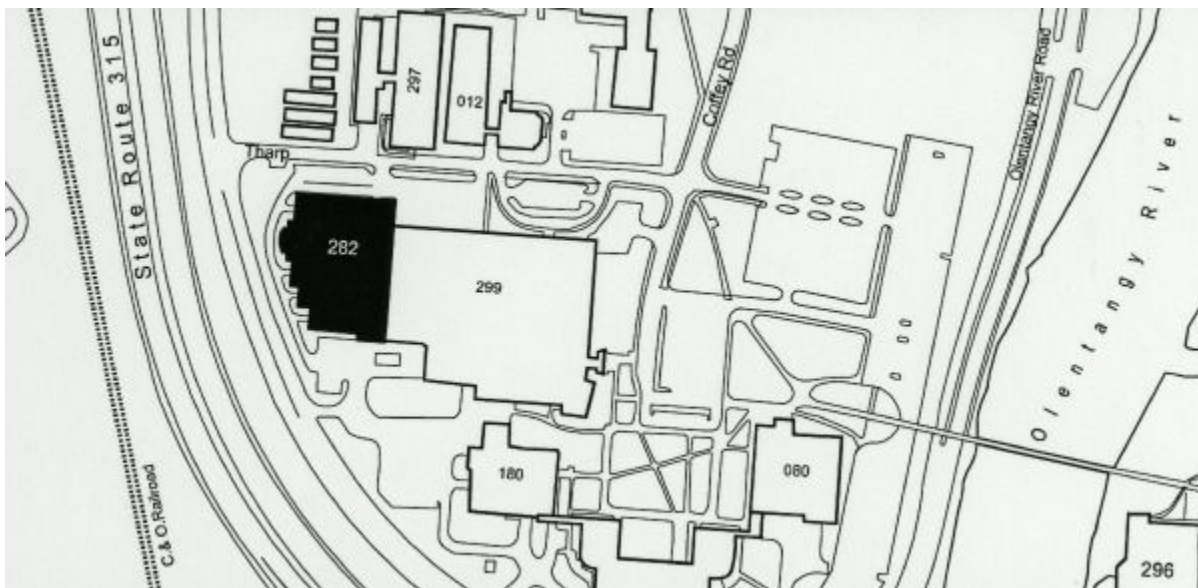 State Route 315
297
012
Coffey Rd.
Olentangy River Road
Olentangy River
Tharp
282
299
180
080
C.& O.Railroad
296